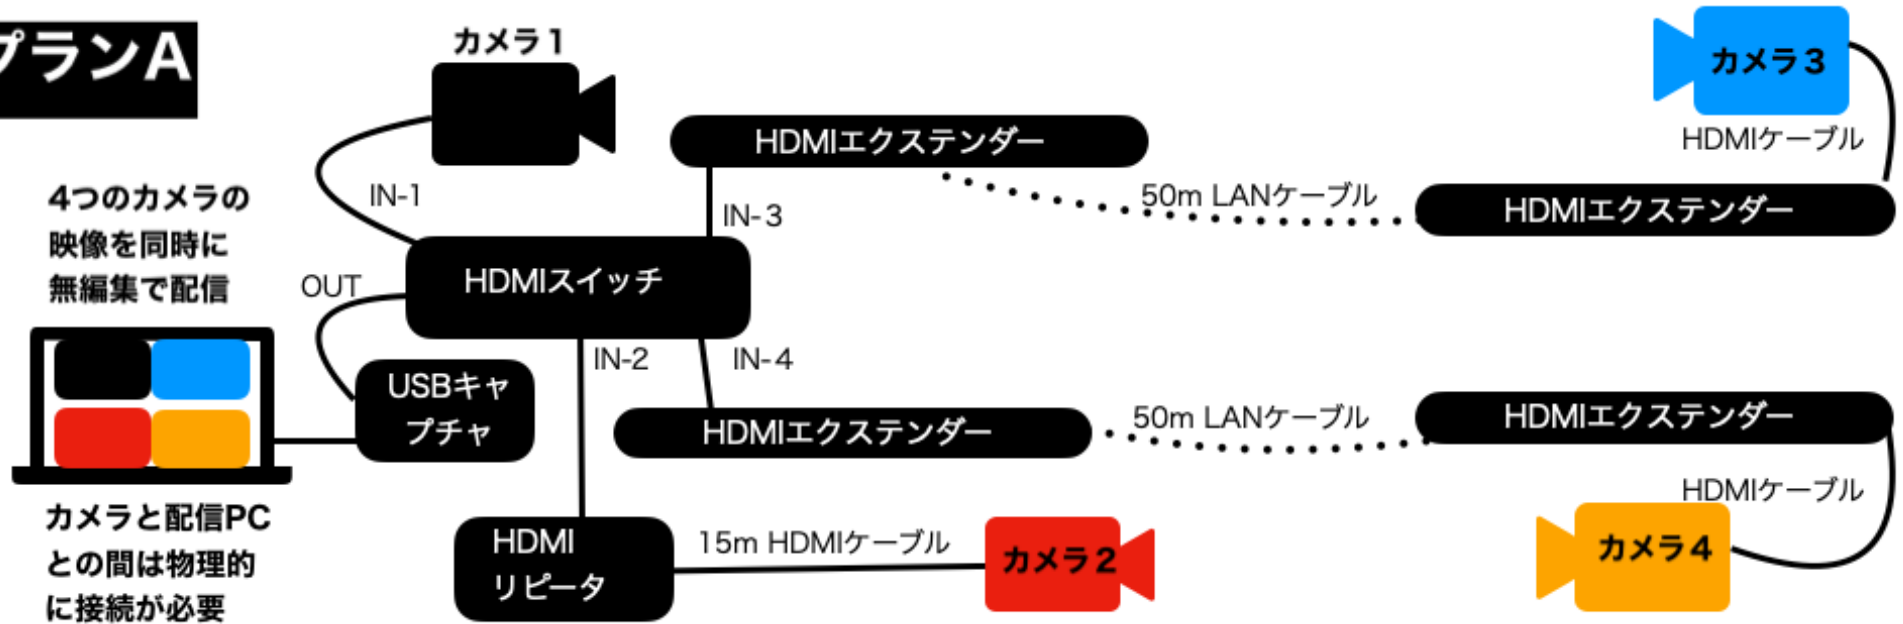 プランA
カメラ１
カメラ３
HDMIエクステンダー
HDMIケーブル
4つのカメラの
映像を同時に
無編集で配信
IN-1
IN-3
50m LANケーブル
HDMIエクステンダー
OUT
HDMIスイッチ
IN-2
IN-４
USBキャ
プチャ
HDMIエクステンダー
50m LANケーブル
HDMIエクステンダー
HDMIケーブル
カメラと配信PC
との間は物理的
に接続が必要
HDMI
リピータ
15m HDMIケーブル
カメラ２
カメラ４